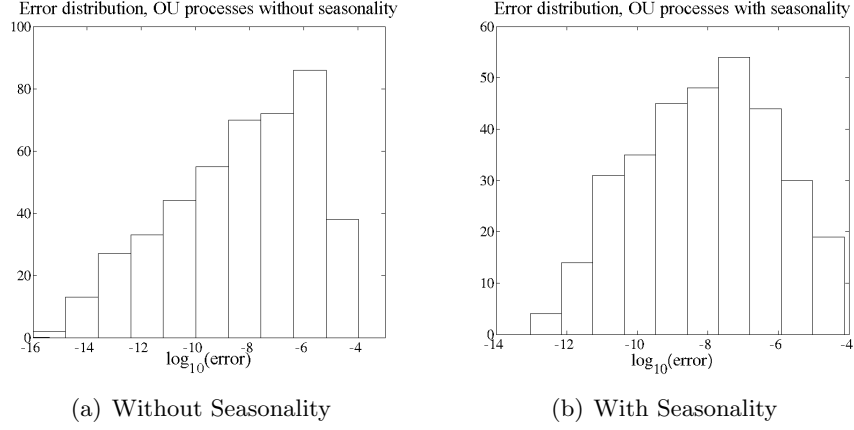 Error distribution, OU processes without seasonality
100
80
60
40
20
0
-16 -14 -12 -10 -8 -6 -4
log10(error)
(a) Without Seasonality
Error distribution, OU processes with seasonality
60
50
40
30
20
10
0
-14 -12 -10 -8 -6 -4
log10(error)
(b) With Seasonality